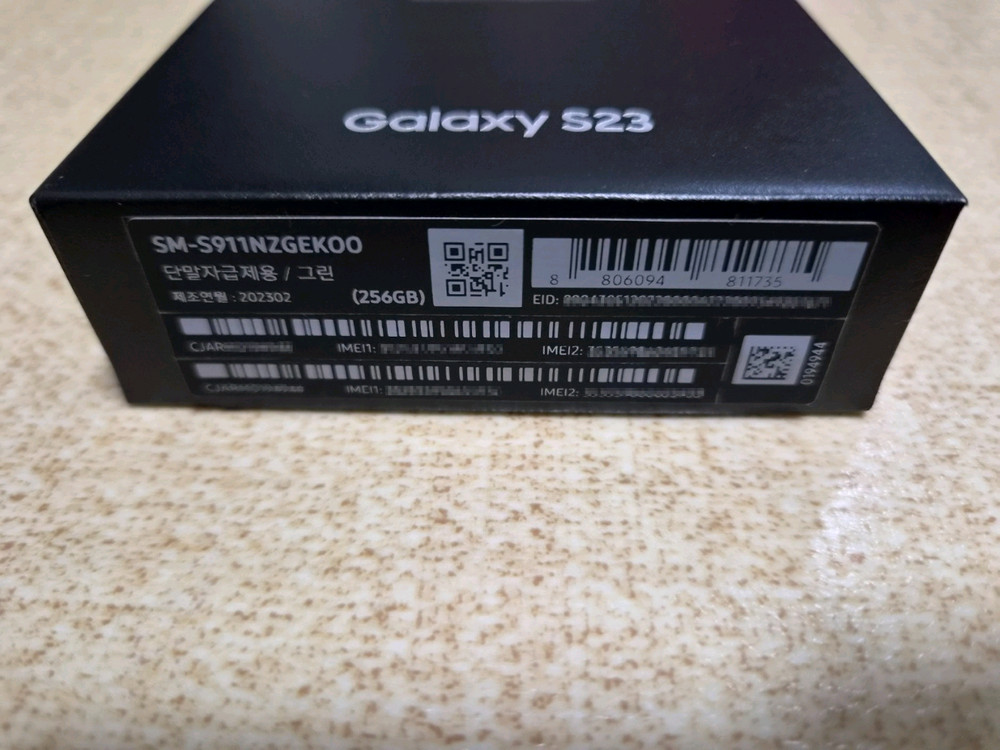 Galaxy S23
SM-S911NZGEKOO
단말자급제용 / 그린
제조연월 : 202302
(256GB)
8 806094 811735
EID:
CJAR
IMEI1:
IMEI2:
IMEI1:
IMEI2:
0194944